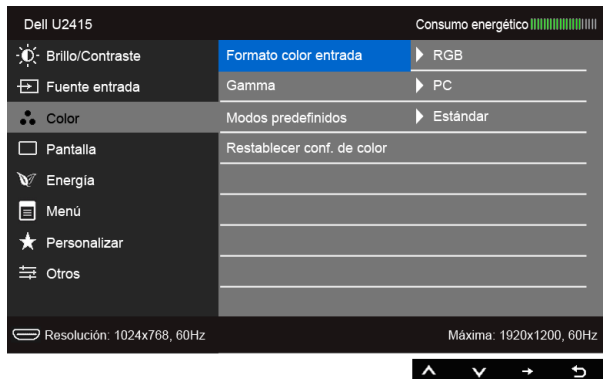 Dell U2415
Consumo energético
Brillo/Contraste
Formato color entrada
RGB
Fuente entrada
Gamma
PC
Color
Modos predefinidos
Estándar
Pantalla
Restablecer conf. de color
Energía
Menú
Personalizar
Otros
Resolución: 1024x768, 60Hz
Máxima: 1920x1200, 60Hz